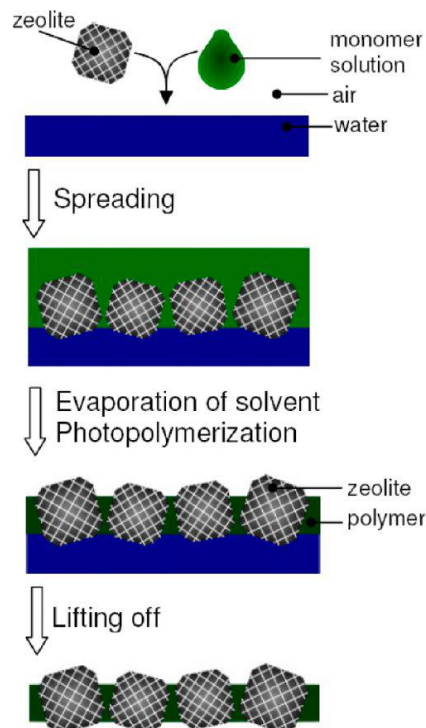 zeolite
monomer
solution
air
water
Spreading
Evaporation of solvent
Photopolymerization
zeolite
polymer
Lifting off